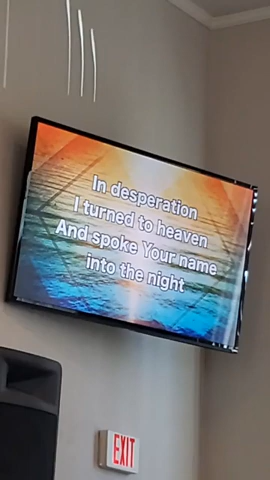 In desperation
I turned to heaven
And spoke Your name
into the night
EXIT